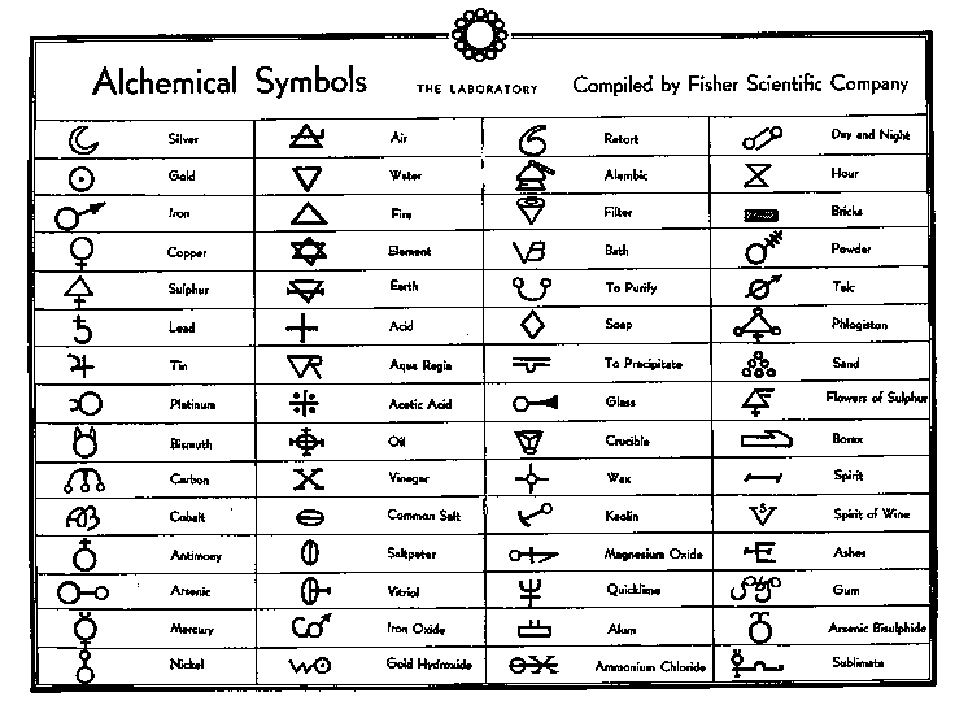 Alchemical Symbols THE LABORATORY Compiled by Fisher Scientific Company
Silver Air Retort Day and Night
Gold Water Alembic Hour
Iron Fire Filter Bricks
Copper Element Bath Powder
Sulphur Earth To Purify Talc
Lead Acid Soap Phlogiston
Tin Aqua Regia To Precipitate Sand
Platinum Acetic Acid Glass Flowers of Sulphur
Bismuth Oil Crucible Borax
Carbon Vinegar Wax Spirit
Cobalt Common Salt Kaolin Spirit of Wine
Antimony Saltpeter Magnesium Oxide Ashes
Arsenic Vitriol Quicklime Gum
Mercury Iron Oxide Alum Arsenic Bisulphide
Nickel Gold Hydroxide Ammonium Chloride Sublimate